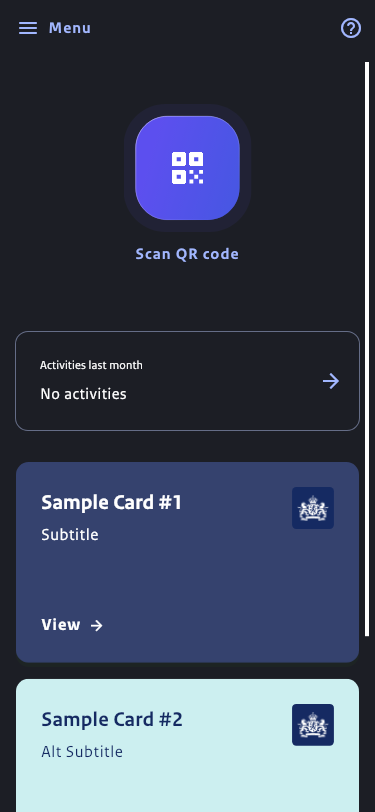 Menu
Scan QR code
Activities last month
No activities
Sample Card #1
Subtitle
View
Sample Card #2
Alt Subtitle